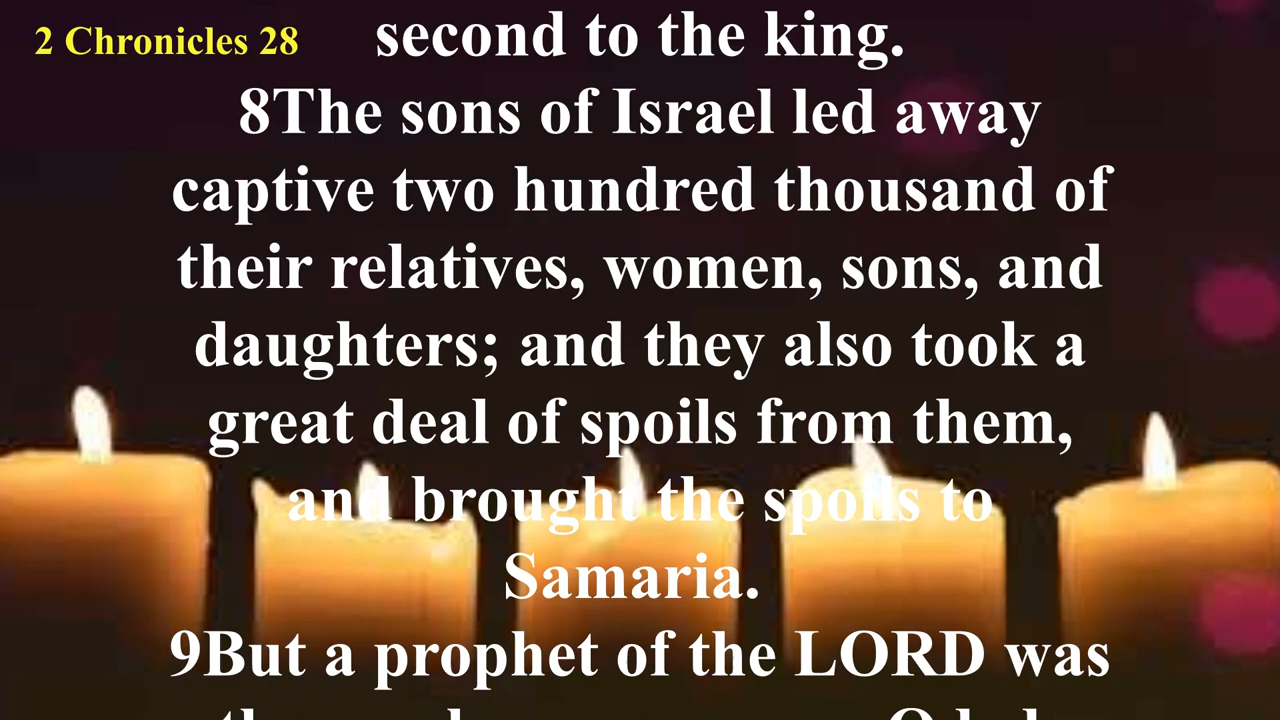 2 Chronicles 28
second to the king.
8The sons of Israel led away
captive two hundred thousand of
their relatives, women, sons, and
daughters; and they also took a
great deal of spoils from them,
and brought the spoils to
Samaria.
9But a prophet of the LORD was